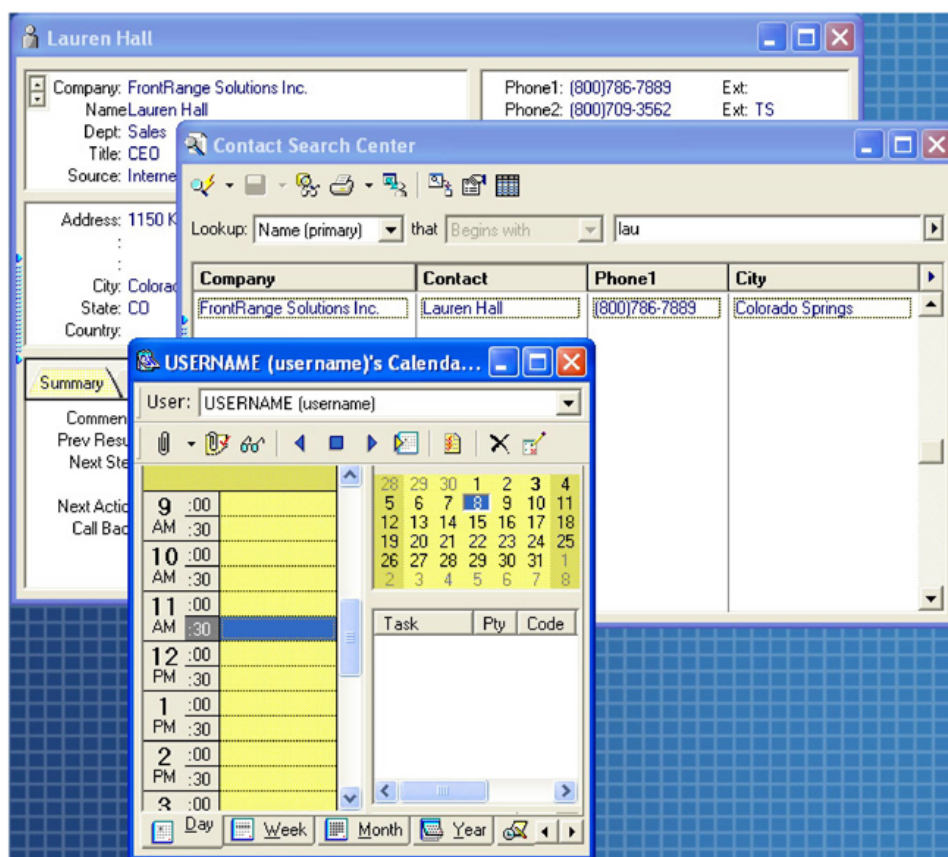 Lauren Hall
Company: FrontRange Solutions Inc.
Phone1: (800)786-7889 Ext:
Name Lauren Hall
Phone2: (800)709-3562 Ext: TS
Dept: Sales
Title: CEO
Source: Interne
Address: 1150 K
:
:
City: Colorad
State: CO
Country:
Summary
Commen
Prev Resu
Next Ste
Next Actio
Call Bac
Contact Search Center
Lookup: Name (primary) that Begins with lau
Company Contact Phone1 City
FrontRange Solutions Inc. Lauren Hall (800)786-7889 Colorado Springs
USERNAME (username)'s Calenda...
User: USERNAME (username)
9 :00
AM :30
10 :00
AM :30
11 :00
AM :30
12 :00
PM :30
1 :00
PM :30
2 :00
PM :30
3 :00
28 29 30 1 2 3 4
5 6 7 8 9 10 11
12 13 14 15 16 17 18
19 20 21 22 23 24 25
26 27 28 29 30 31 1
2 3 4 5 6 7 8
Task Pty Code
Day Week Month Year